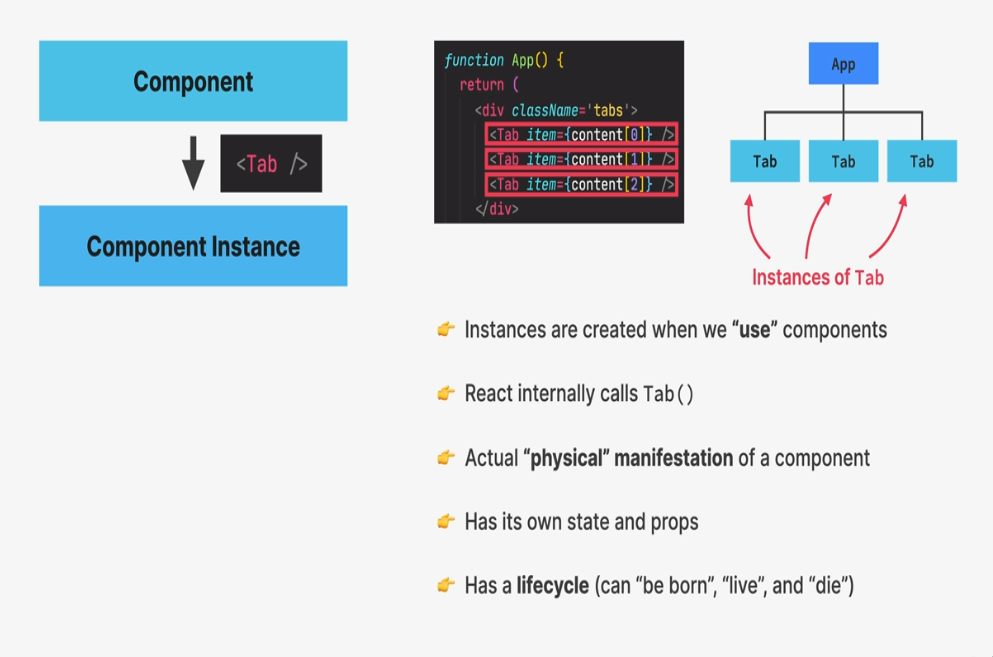 Component
<Tab />
Component Instance
function App() {
return (
<div className='tabs'>
<Tab item={content[0]} />
<Tab item={content[1]} />
<Tab item={content[2]} />
</div>
App
Tab Tab Tab
Instances of Tab
👉 Instances are created when we “use” components
👉 React internally calls Tab()
👉 Actual “physical” manifestation of a component
👉 Has its own state and props
👉 Has a lifecycle (can “be born”, “live”, and “die”)